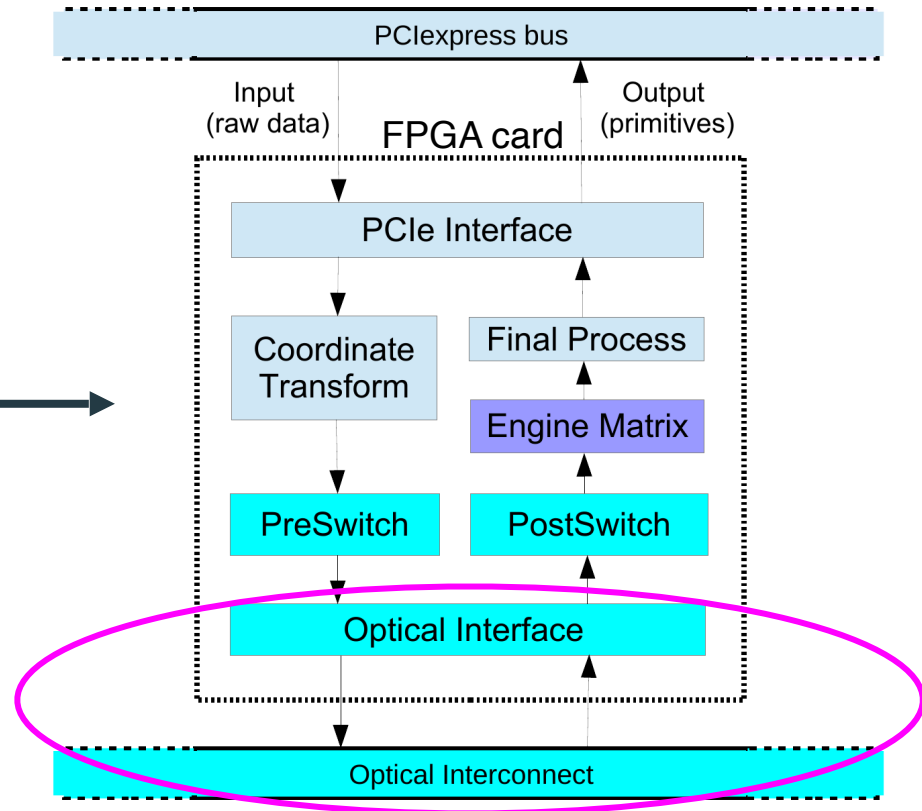 PCIexpress bus
Input
(raw data)
Output
(primitives)
FPGA card
PCIe Interface
Coordinate
Transform
Final Process
Engine Matrix
PreSwitch
PostSwitch
Optical Interface
Optical Interconnect